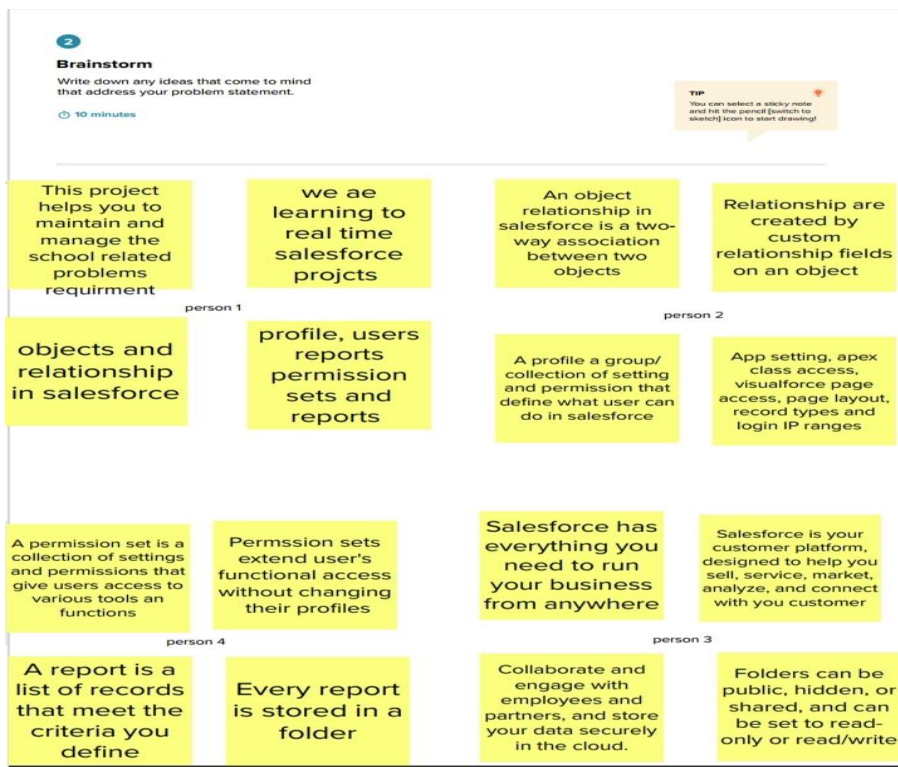 2
Brainstorm
Write down any ideas that come to mind
that address your problem statement.
10 minutes
TIP
You can select a sticky note
and hit the pencil [switch to
sketch] icon to start drawing!
This project
helps you to
maintain and
manage the
school related
problems
requirment
we ae
learning to
real time
salesforce
projcts
objects and
relationship
in salesforce
profile, users
reports
permission
sets and
reports
person 1
An object
relationship in
salesforce is a two-
way association
between two
objects
Relationship are
created by
custom
relationship fields
on an object
person 2
A profile a group/
collection of setting
and permission that
define what user can
do in salesforce
App setting, apex
class access,
visualforce page
access, page layout,
record types and
login IP ranges
A permission set is a
collection of settings
and permissions that
give users access to
various tools an
functions
Permssion sets
extend user's
functional access
without changing
their profiles
person 4
A report is a
list of records
that meet the
criteria you
define
Every report
is stored in a
folder
Salesforce has
everything you
need to run
your business
from anywhere
Salesforce is your
customer platform,
designed to help you
sell, service, market,
analyze, and connect
with you customer
person 3
Collaborate and
engage with
employees and
partners, and store
your data securely
in the cloud.
Folders can be
public, hidden, or
shared, and can
be set to read-
only or read/write